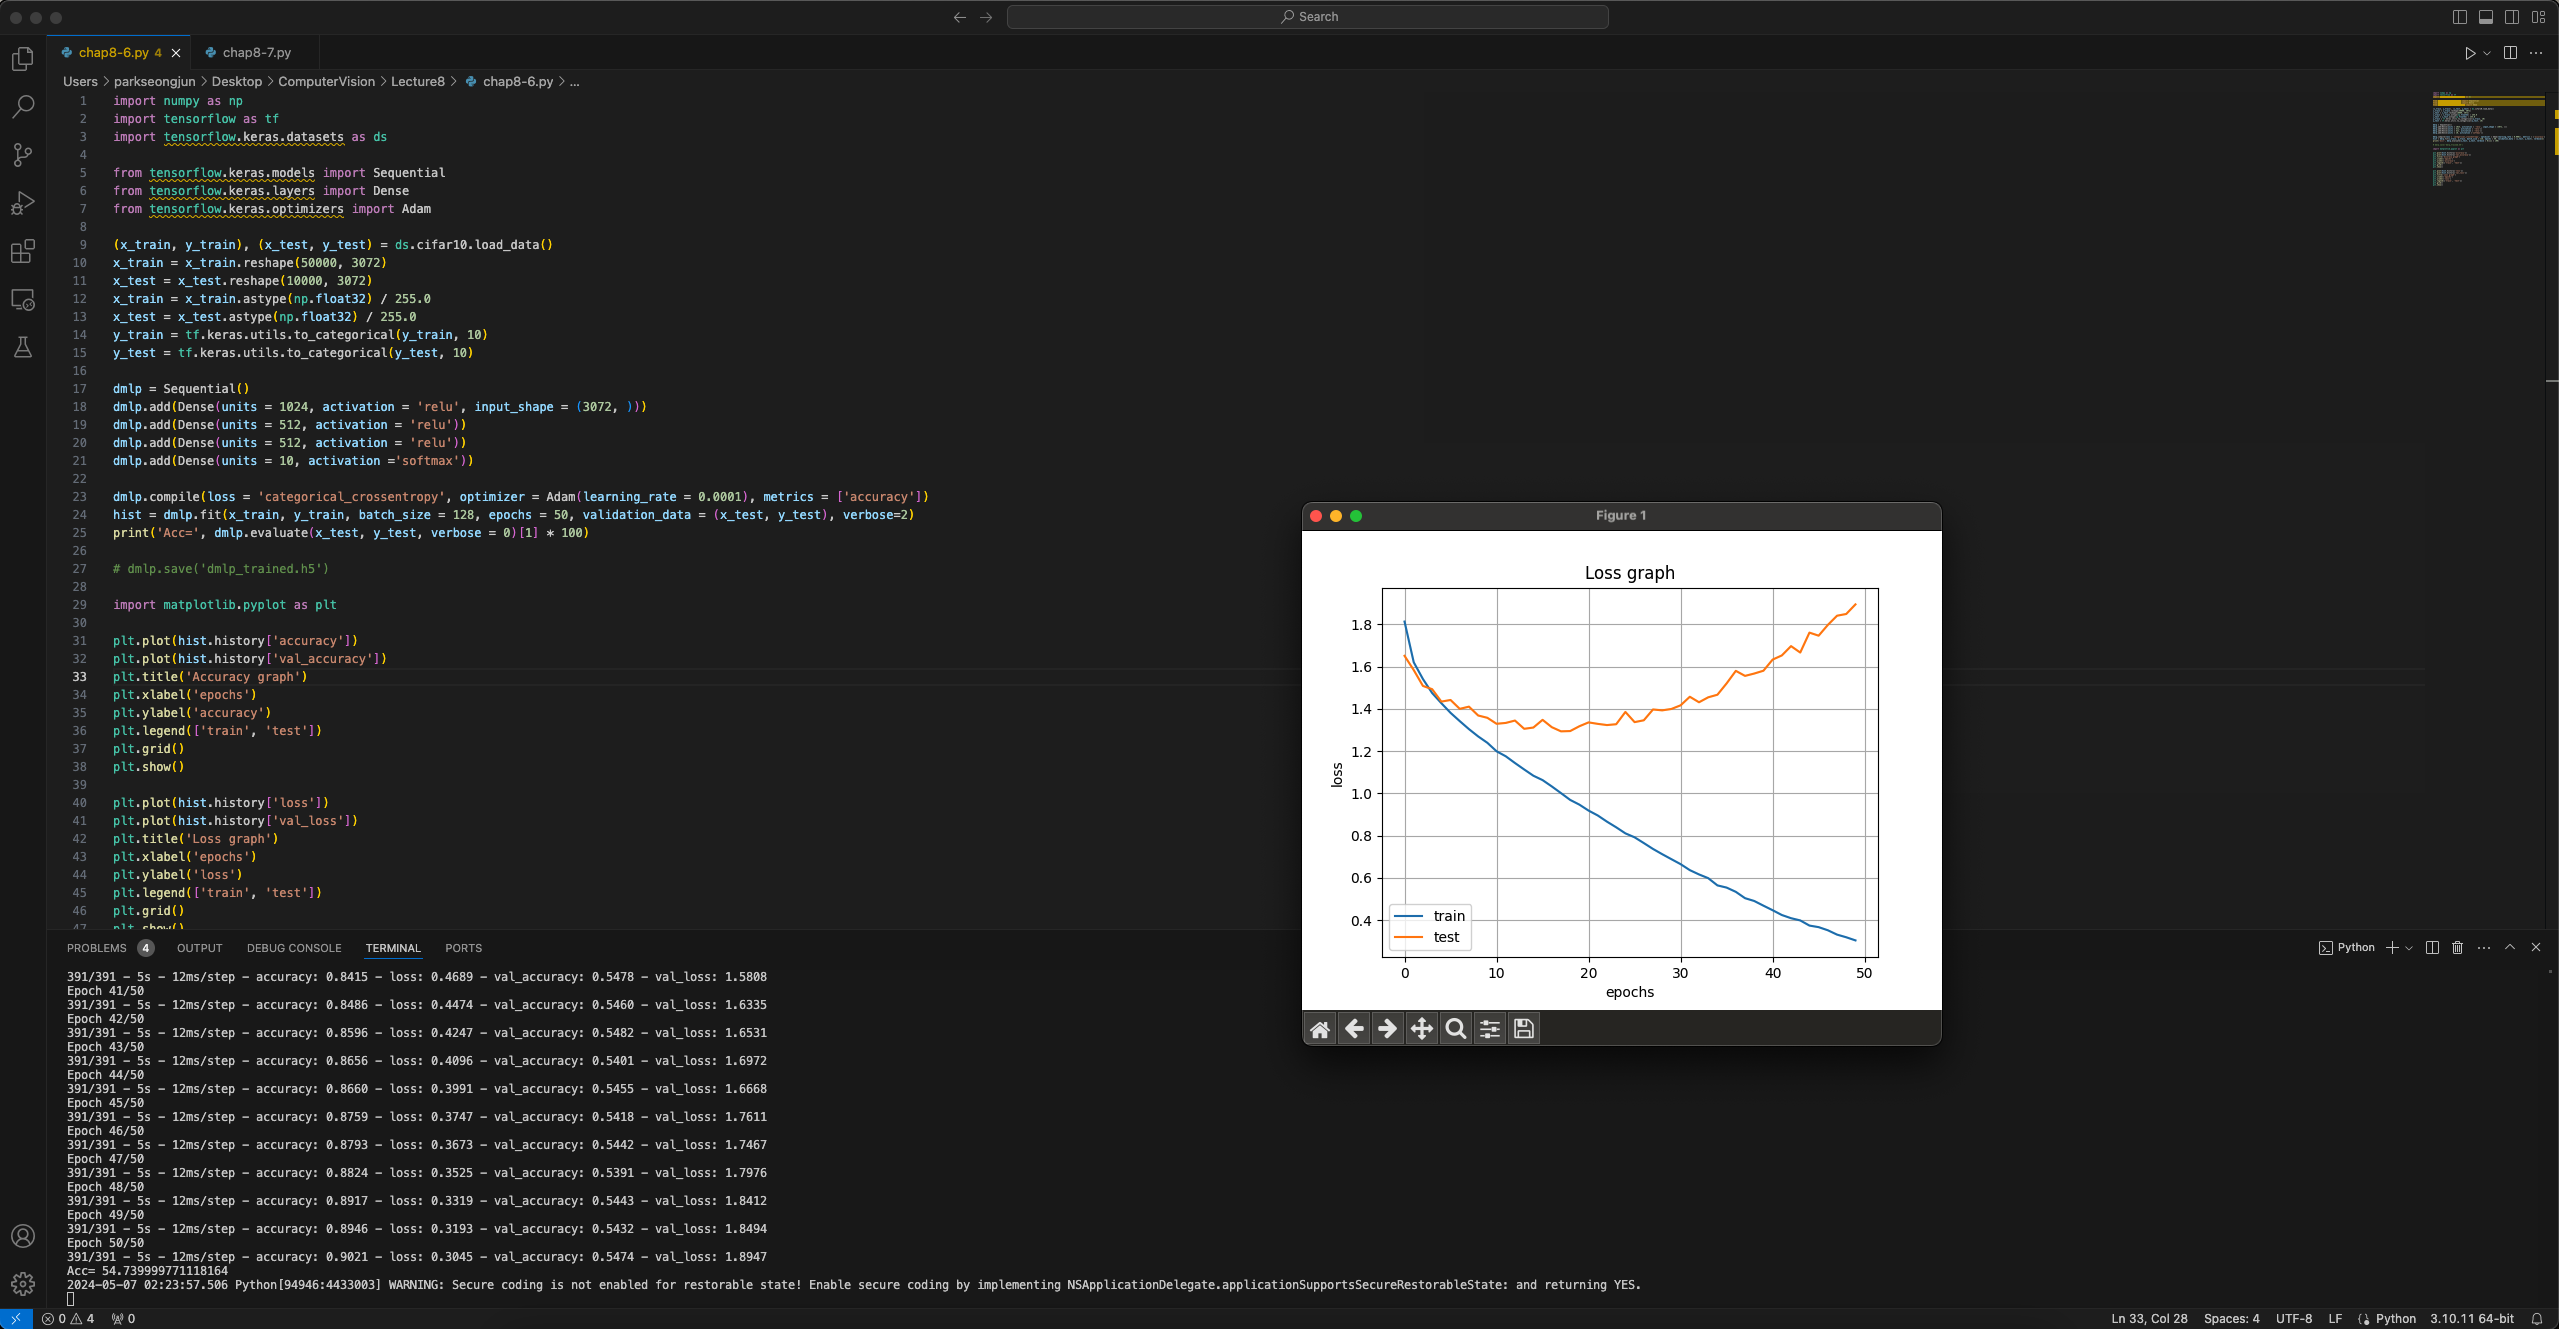 Search
chap8-6.py 4
chap8-7.py
Users > parkseongjun > Desktop > ComputerVision > Lecture8 > chap8-6.py > ...
1 import numpy as np
2 import tensorflow as tf
3 import tensorflow.keras.datasets as ds
4
5 from tensorflow.keras.models import Sequential
6 from tensorflow.keras.layers import Dense
7 from tensorflow.keras.optimizers import Adam
8
9 (x_train, y_train), (x_test, y_test) = ds.cifar10.load_data()
10 x_train = x_train.reshape(50000, 3072)
11 x_test = x_test.reshape(10000, 3072)
12 x_train = x_train.astype(np.float32) / 255.0
13 x_test = x_test.astype(np.float32) / 255.0
14 y_train = tf.keras.utils.to_categorical(y_train, 10)
15 y_test = tf.keras.utils.to_categorical(y_test, 10)
16
17 dmlp = Sequential()
18 dmlp.add(Dense(units = 1024, activation = 'relu', input_shape = (3072, )))
19 dmlp.add(Dense(units = 512, activation = 'relu'))
20 dmlp.add(Dense(units = 512, activation = 'relu'))
21 dmlp.add(Dense(units = 10, activation ='softmax'))
22
23 dmlp.compile(loss = 'categorical_crossentropy', optimizer = Adam(learning_rate = 0.0001), metrics = ['accuracy'])
24 hist = dmlp.fit(x_train, y_train, batch_size = 128, epochs = 50, validation_data = (x_test, y_test), verbose=2)
25 print('Acc=', dmlp.evaluate(x_test, y_test, verbose = 0)[1] * 100)
26
27 # dmlp.save('dmlp_trained.h5')
28
29 import matplotlib.pyplot as plt
30
31 plt.plot(hist.history['accuracy'])
32 plt.plot(hist.history['val_accuracy'])
33 plt.title('Accuracy graph')
34 plt.xlabel('epochs')
35 plt.ylabel('accuracy')
36 plt.legend(['train', 'test'])
37 plt.grid()
38 plt.show()
39
40 plt.plot(hist.history['loss'])
41 plt.plot(hist.history['val_loss'])
42 plt.title('Loss graph')
43 plt.xlabel('epochs')
44 plt.ylabel('loss')
45 plt.legend(['train', 'test'])
46 plt.grid()
47 plt.show()
Figure 1
Loss graph
1.8
1.6
1.4
1.2
1.0
0.8
0.6
0.4
loss
train
test
0 10 20 30 40 50
epochs
PROBLEMS 4 OUTPUT DEBUG CONSOLE TERMINAL PORTS
Python
391/391 - 5s - 12ms/step - accuracy: 0.8415 - loss: 0.4689 - val_accuracy: 0.5478 - val_loss: 1.5808
Epoch 41/50
391/391 - 5s - 12ms/step - accuracy: 0.8486 - loss: 0.4474 - val_accuracy: 0.5460 - val_loss: 1.6335
Epoch 42/50
391/391 - 5s - 12ms/step - accuracy: 0.8596 - loss: 0.4247 - val_accuracy: 0.5482 - val_loss: 1.6531
Epoch 43/50
391/391 - 5s - 12ms/step - accuracy: 0.8656 - loss: 0.4096 - val_accuracy: 0.5401 - val_loss: 1.6972
Epoch 44/50
391/391 - 5s - 12ms/step - accuracy: 0.8660 - loss: 0.3991 - val_accuracy: 0.5455 - val_loss: 1.6668
Epoch 45/50
391/391 - 5s - 12ms/step - accuracy: 0.8759 - loss: 0.3747 - val_accuracy: 0.5418 - val_loss: 1.7611
Epoch 46/50
391/391 - 5s - 12ms/step - accuracy: 0.8793 - loss: 0.3673 - val_accuracy: 0.5442 - val_loss: 1.7467
Epoch 47/50
391/391 - 5s - 12ms/step - accuracy: 0.8824 - loss: 0.3525 - val_accuracy: 0.5391 - val_loss: 1.7976
Epoch 48/50
391/391 - 5s - 12ms/step - accuracy: 0.8917 - loss: 0.3319 - val_accuracy: 0.5443 - val_loss: 1.8412
Epoch 49/50
391/391 - 5s - 12ms/step - accuracy: 0.8946 - loss: 0.3193 - val_accuracy: 0.5432 - val_loss: 1.8494
Epoch 50/50
391/391 - 5s - 12ms/step - accuracy: 0.9021 - loss: 0.3045 - val_accuracy: 0.5474 - val_loss: 1.8947
Acc= 54.739999771118164
2024-05-07 02:23:57.506 Python[94946:4433003] WARNING: Secure coding is not enabled for restorable state! Enable secure coding by implementing NSApplicationDelegate.applicationSupportsSecureRestorableState: and returning YES.
0 4 0
Ln 33, Col 28 Spaces: 4 UTF-8 LF Python 3.10.11 64-bit